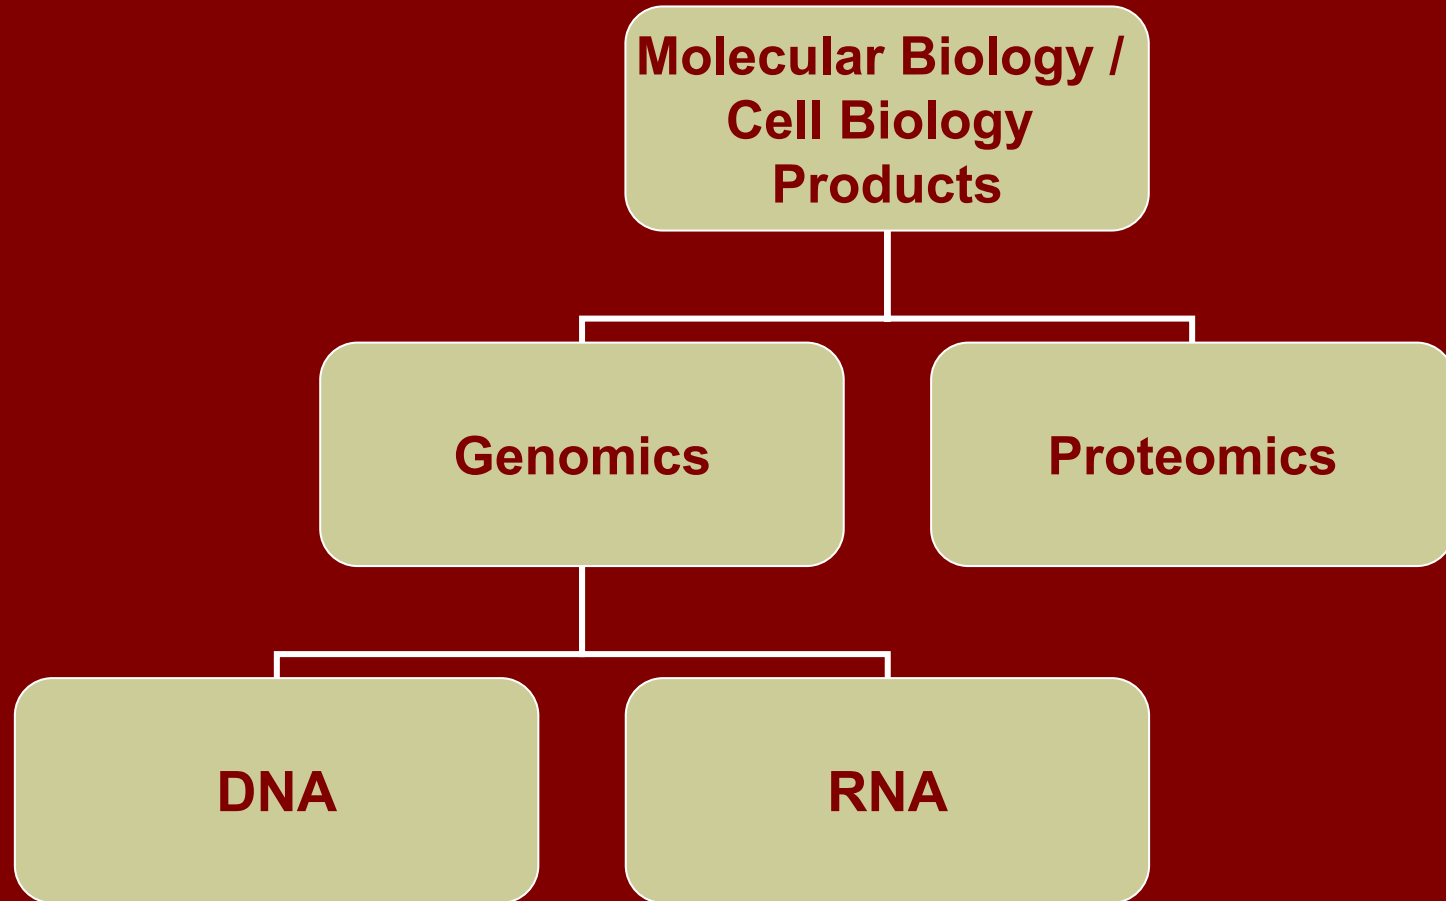 Molecular Biology /
Cell Biology
Products
Genomics
Proteomics
DNA
RNA